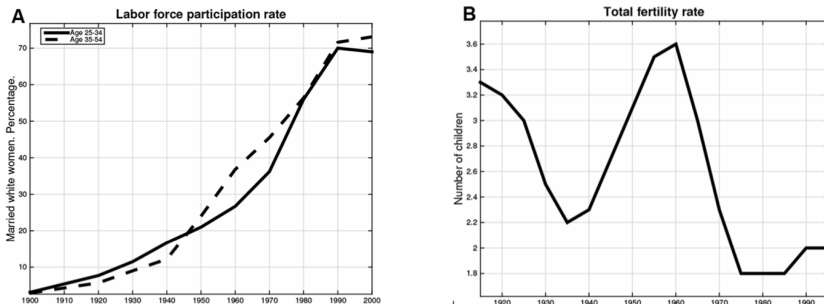 A
Labor force participation rate
Age 25-34
Age 35-54
Married white women. Percentage.
70
60
50
40
30
20
10
1900 1910 1920 1930 1940 1950 1960 1970 1980 1990 2000
B
Total fertility rate
Number of children
3.6
3.4
3.2
3
2.8
2.6
2.4
2.2
2
1.8
1920 1930 1940 1950 1960 1970 1980 1990